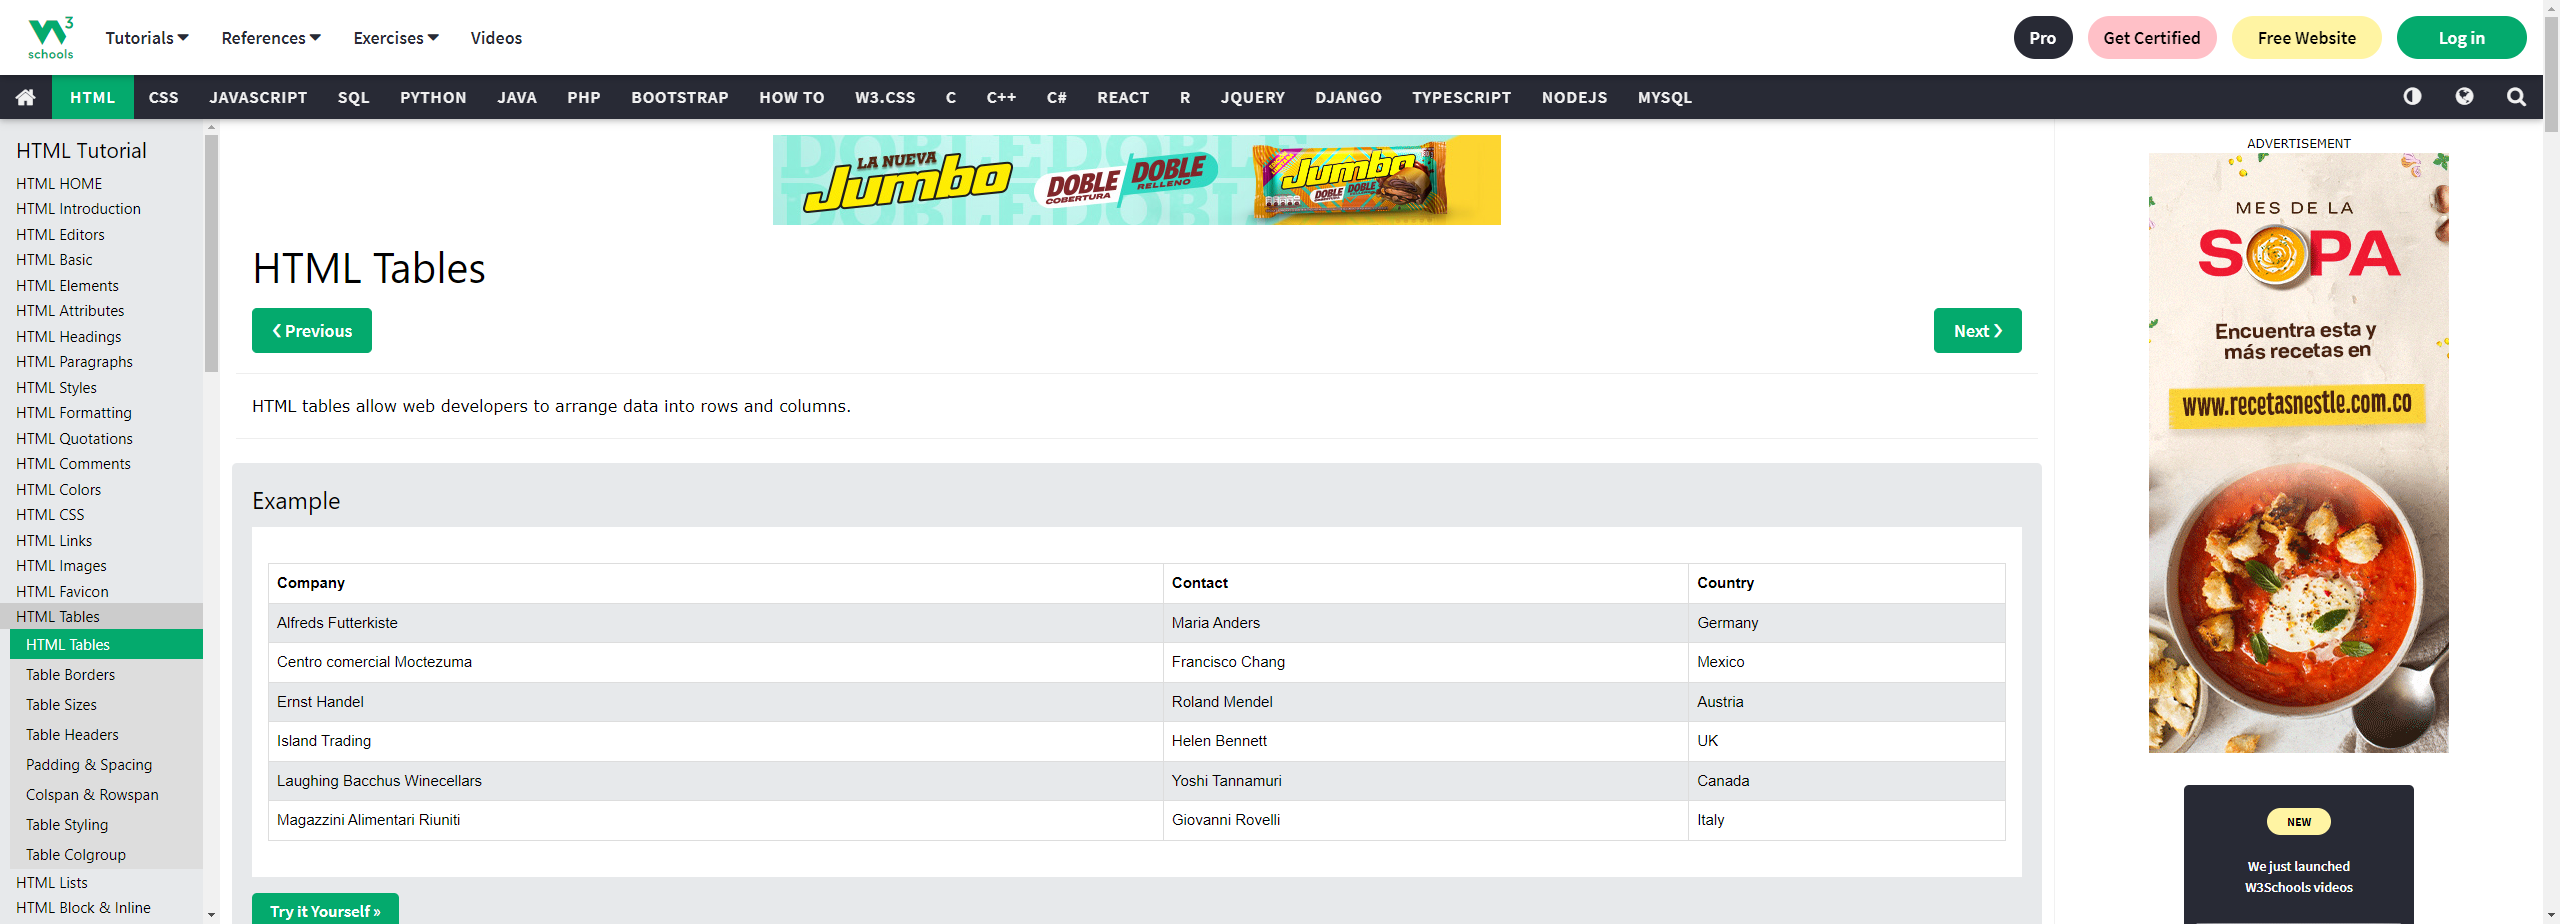 W3
schools
Tutorials
References
Exercises
Videos
Pro
Get Certified
Free Website
Log in
HTML
CSS
JAVASCRIPT
SQL
PYTHON
JAVA
PHP
BOOTSTRAP
HOW TO
W3.CSS
C
C++
C#
REACT
R
JQUERY
DJANGO
TYPESCRIPT
NODEJS
MYSQL
HTML Tutorial
HTML HOME
HTML Introduction
HTML Editors
HTML Basic
HTML Elements
HTML Attributes
HTML Headings
HTML Paragraphs
HTML Styles
HTML Formatting
HTML Quotations
HTML Comments
HTML Colors
HTML CSS
HTML Links
HTML Images
HTML Favicon
HTML Tables
HTML Tables
Table Borders
Table Sizes
Table Headers
Padding & Spacing
Colspan & Rowspan
Table Styling
Table Colgroup
HTML Lists
HTML Block & Inline
LA NUEVA
Jumbo
DOBLE
COBERTURA
DOBLE
RELLENO
Jumbo
DOBLE
DOBLE
HTML Tables
❮ Previous
Next ❯
HTML tables allow web developers to arrange data into rows and columns.
Example
Company Contact Country
Alfreds Futterkiste Maria Anders Germany
Centro comercial Moctezuma Francisco Chang Mexico
Ernst Handel Roland Mendel Austria
Island Trading Helen Bennett UK
Laughing Bacchus Winecellars Yoshi Tannamuri Canada
Magazzini Alimentari Riuniti Giovanni Rovelli Italy
Try it Yourself »
ADVERTISEMENT
MES DE LA
SOPA
Encuentra esta y
más recetas en
www.recetasnestle.com.co
NEW
We just launched
W3Schools videos